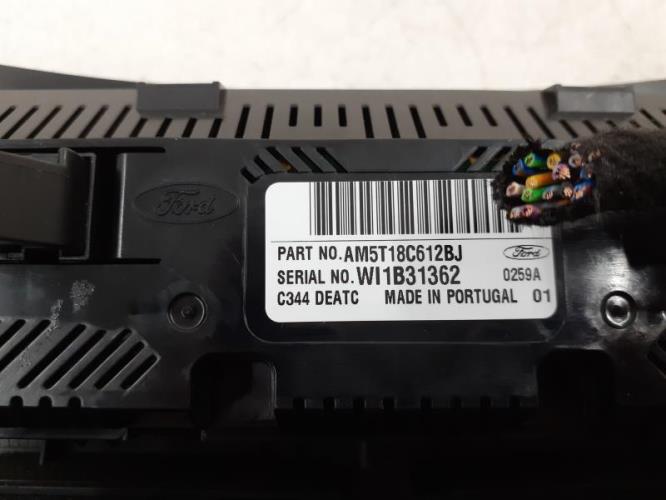 Ford
PART NO. AM5T18C612BJ
Ford
SERIAL NO. WI1B31362
0259A
C344 DEATC MADE IN PORTUGAL 01